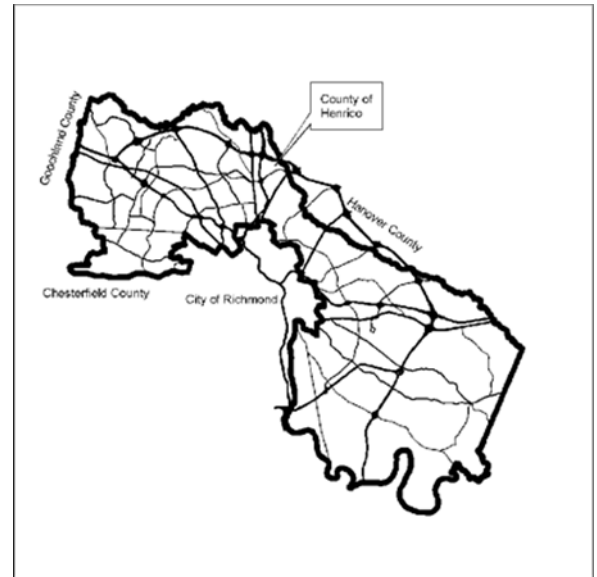 County of
Henrico
Goochland County
Hanover County
Chesterfield County
City of Richmond